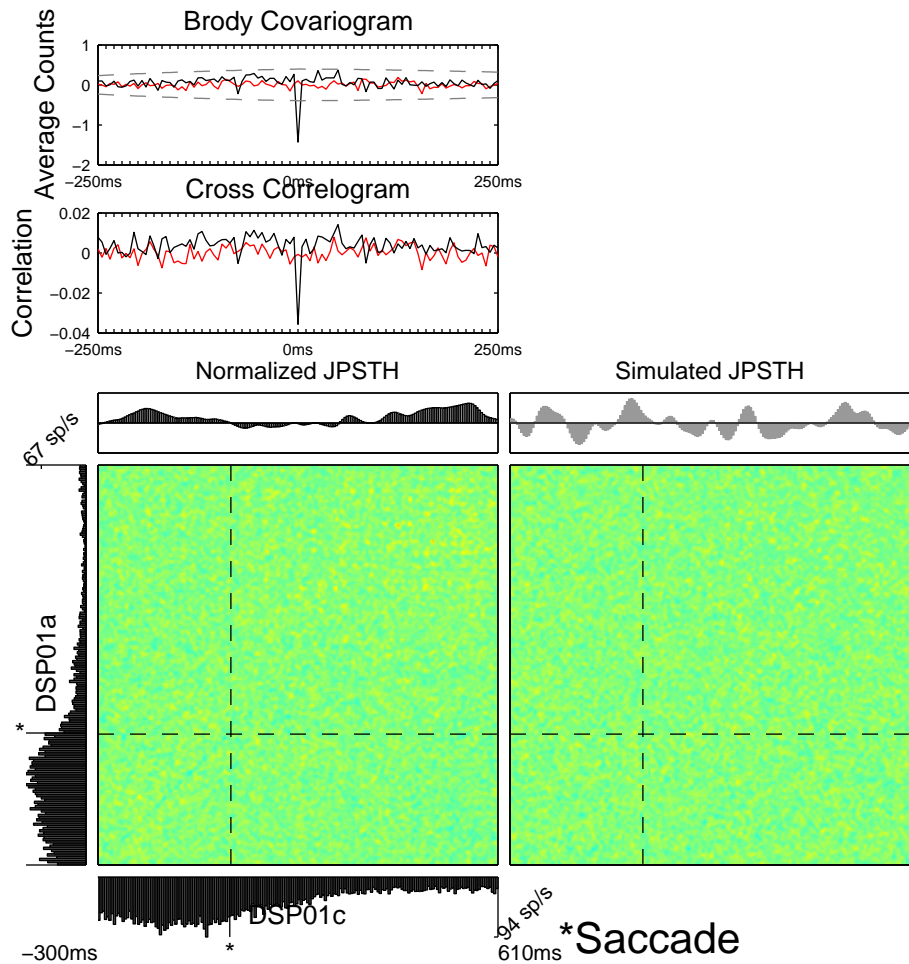 Brody Covariogram
Average Counts
1
0
−1
−2
−250ms
0ms
250ms
Cross Correlogram
Correlation
0.02
0
−0.02
−0.04
−250ms
0ms
250ms
Normalized JPSTH
Simulated JPSTH
67 sp/s
DSP01a
*
DSP01c
94 sp/s
*
−300ms
610ms
*Saccade